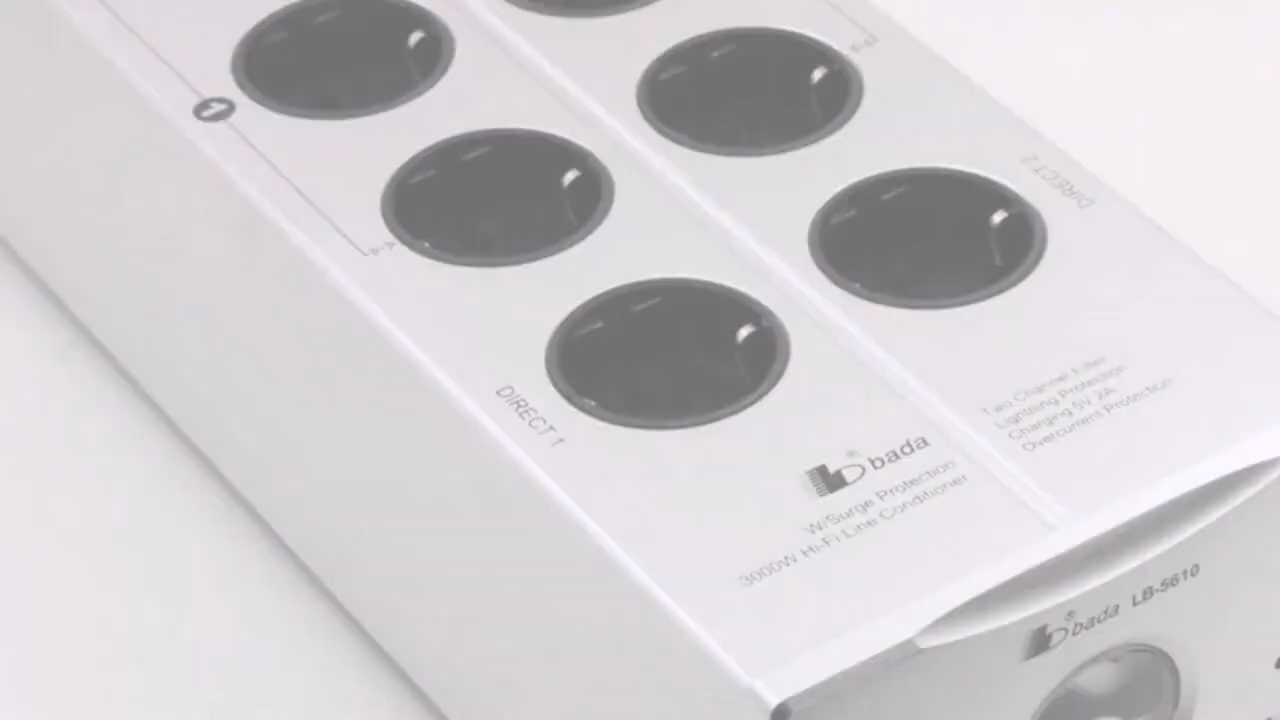 1
DIRECT 2
DIRECT 1
Two Channel Filter
Lightning Protection
Charging 5V 2A
Overcurrent Protection
® bada
W/Surge Protection
3000W Hi-Fi Line Conditioner
® bada LB-5610